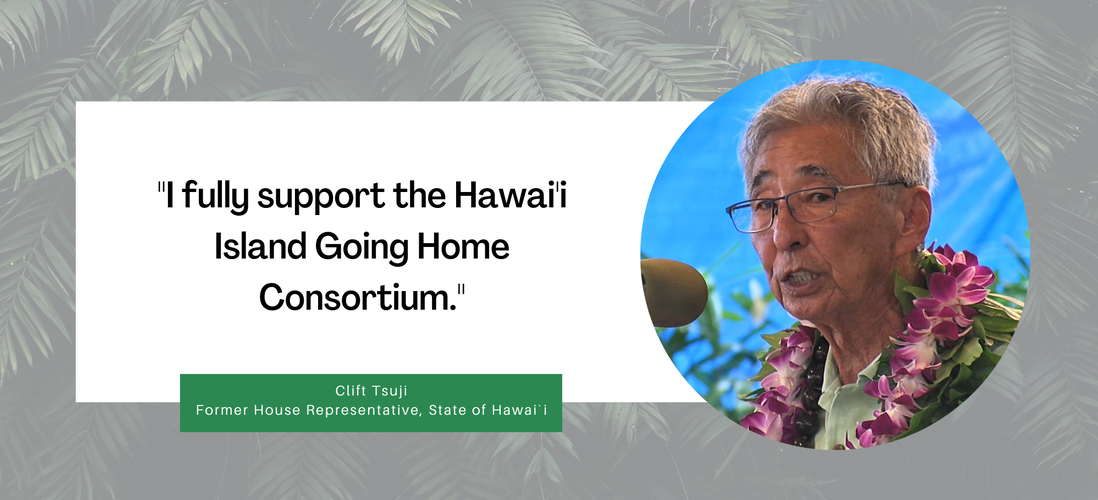 "I fully support the Hawai'i
Island Going Home
Consortium."
Clift Tsuji
Former House Representative, State of Hawai`i